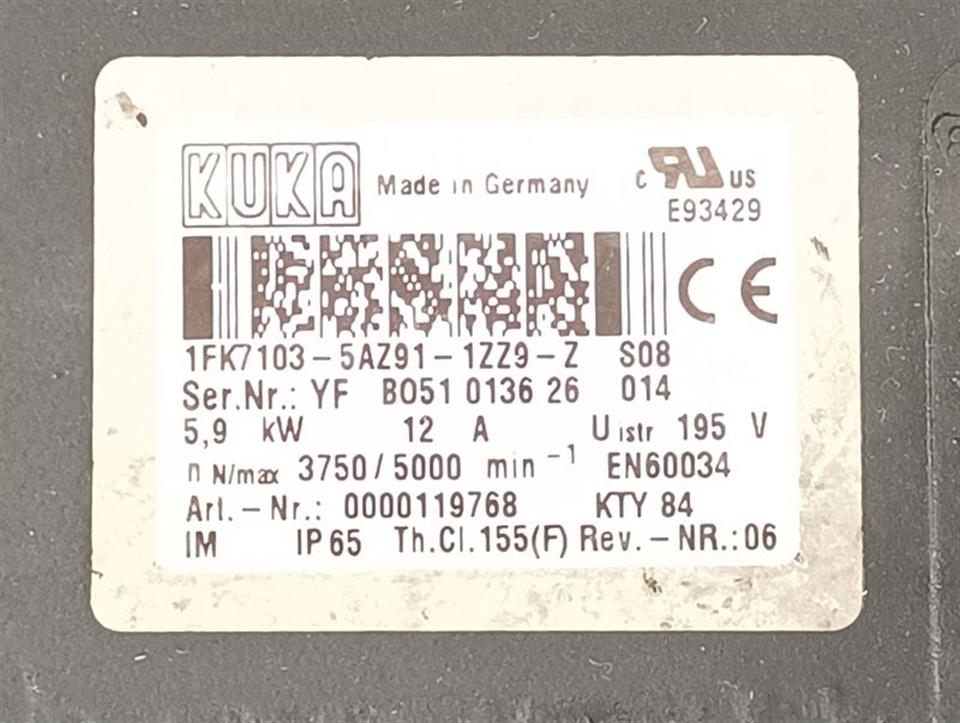 KUKA Made in Germany c RU US
E93429
CE
1FK7103-5AZ91-1ZZ9-Z S08
Ser.Nr.: YF B051 0136 26 014
5,9 kW 12 A U istr 195 V
n N/max 3750/5000 min -1 EN60034
Art.-Nr.: 0000119768 KTY 84
IM IP65 Th.Cl.155(F) Rev.-NR.:06